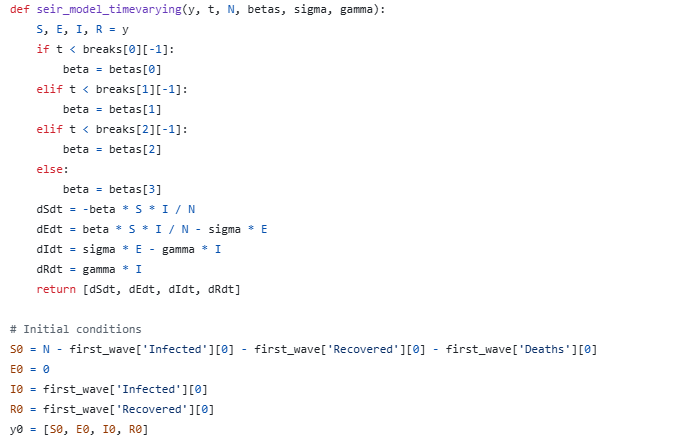 def seir_model_timevarying(y, t, N, betas, sigma, gamma):
    S, E, I, R = y
    if t < breaks[0][-1]:
        beta = betas[0]
    elif t < breaks[1][-1]:
        beta = betas[1]
    elif t < breaks[2][-1]:
        beta = betas[2]
    else:
        beta = betas[3]
    dSdt = -beta * S * I / N
    dEdt = beta * S * I / N - sigma * E
    dIdt = sigma * E - gamma * I
    dRdt = gamma * I
    return [dSdt, dEdt, dIdt, dRdt]

# Initial conditions
S0 = N - first_wave['Infected'][0] - first_wave['Recovered'][0] - first_wave['Deaths'][0]
E0 = 0
I0 = first_wave['Infected'][0]
R0 = first_wave['Recovered'][0]
y0 = [S0, E0, I0, R0]